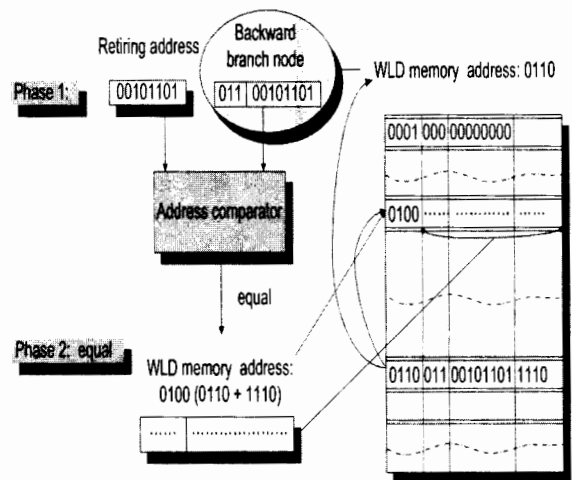 Retiring address
Backward
branch node
WLD memory address: 0110
Phase 1:
00101101
011 00101101
0001 000 00000000
Address comparator
0100 ...... .................. ......
equal
Phase 2: equal
WLD memory address:
0100 (0110 + 1110)
0110 011 00101101 1110
...... ..................